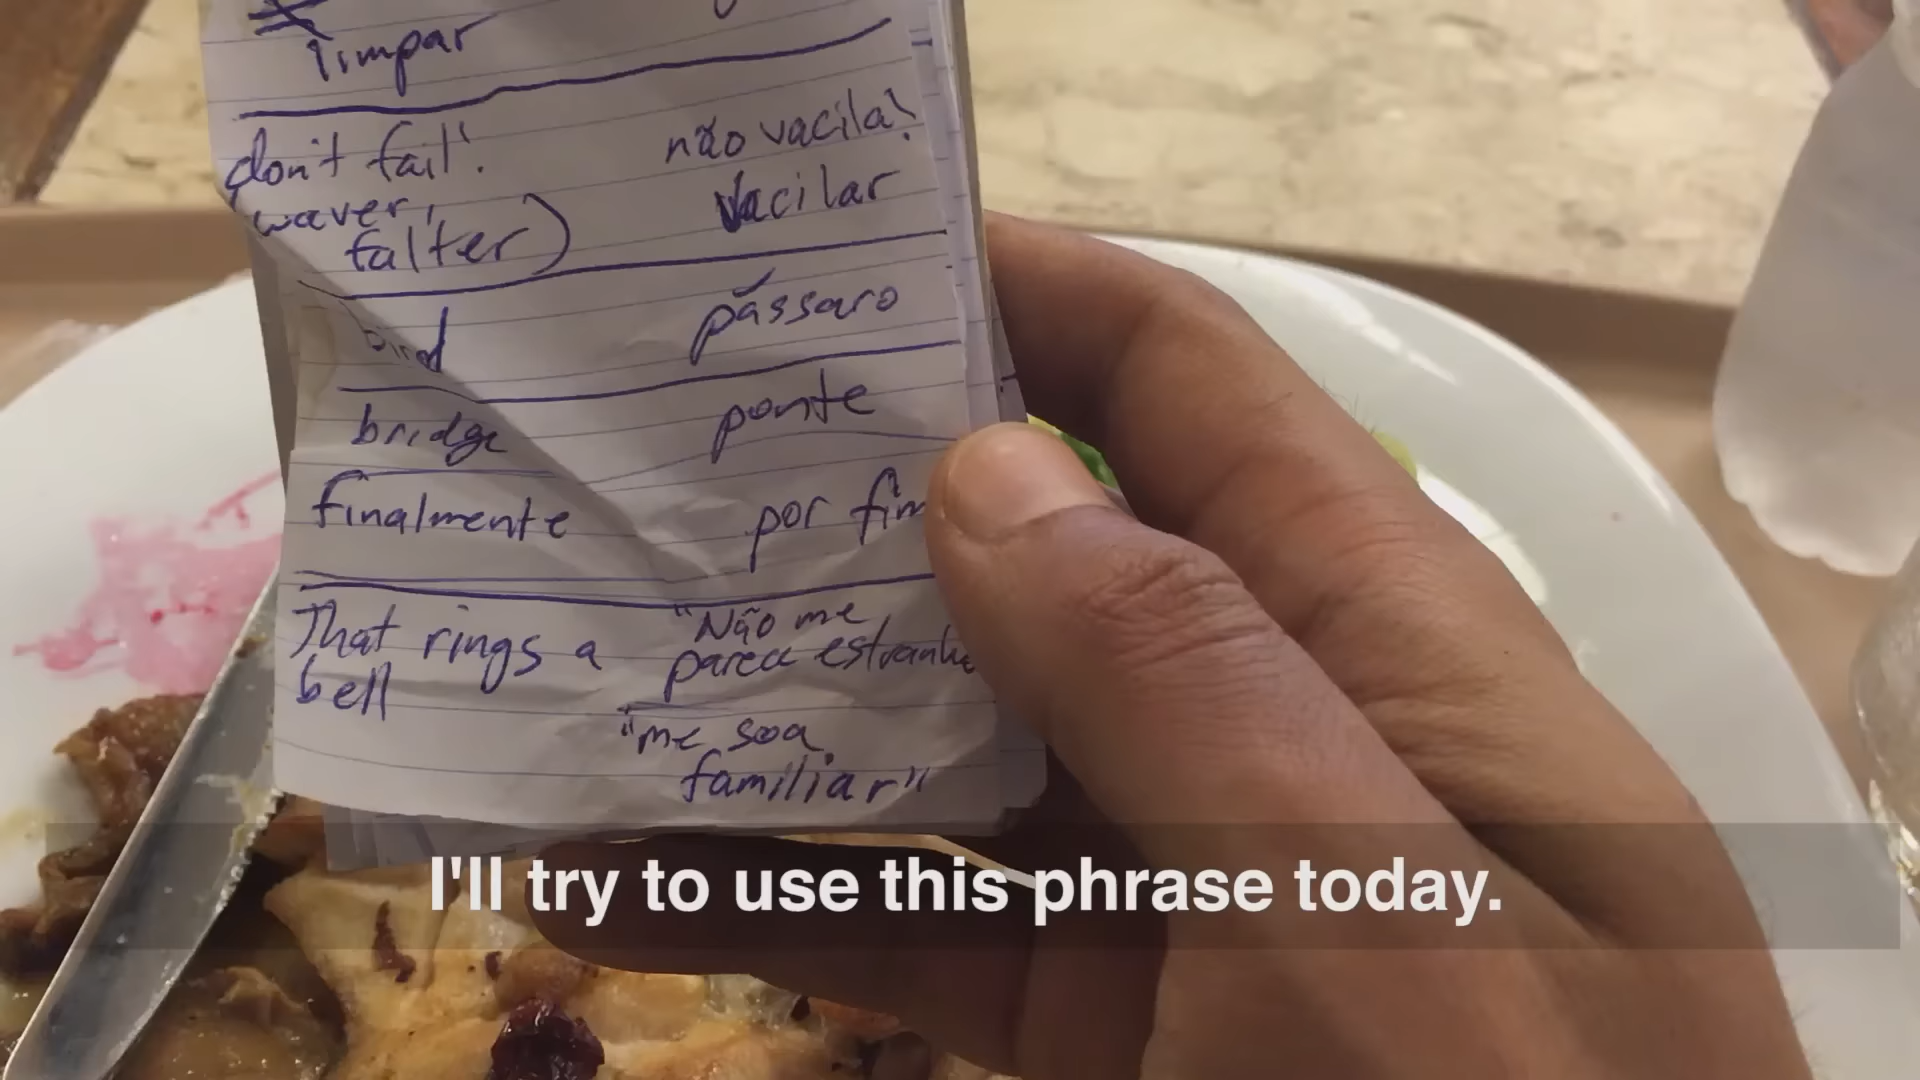 limpar
don't fail! não vacila!
waver, vacilar
falter)
bird pássaro
bridge ponte
finalmente por fim
That rings a "Não me
bell parece
"me soa
familiar"
I'll try to use this phrase today.